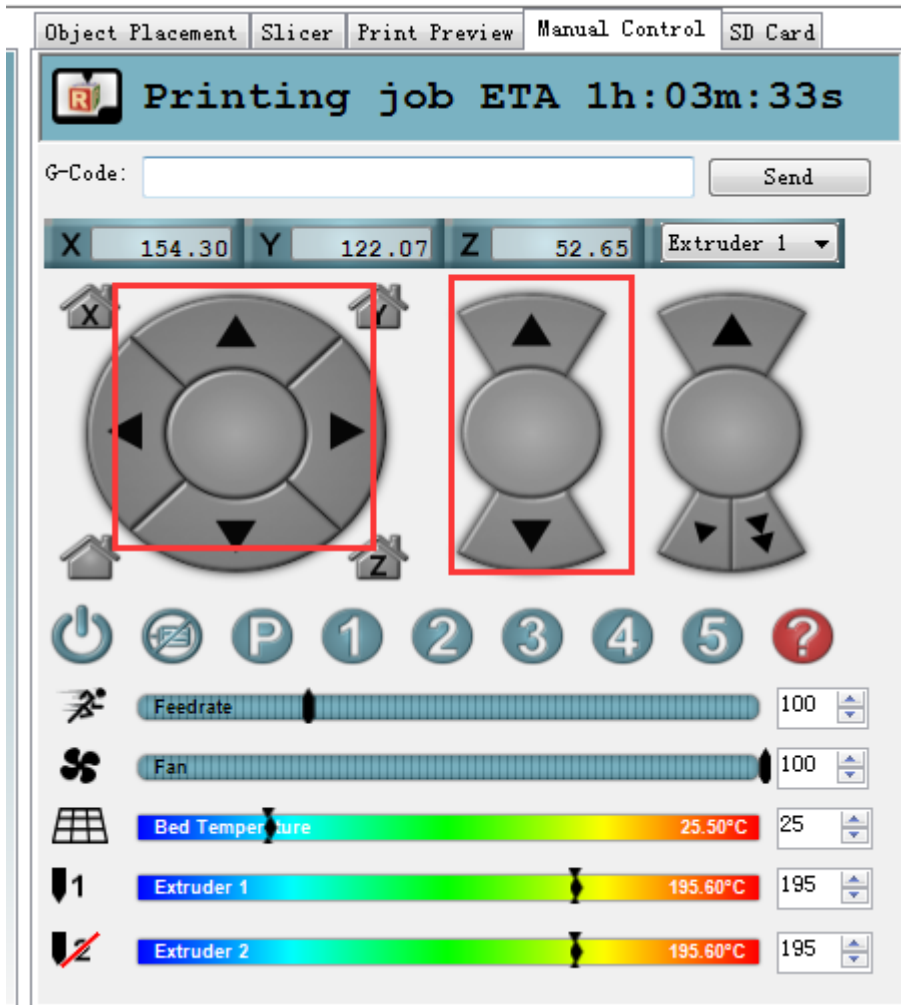 Object Placement Slicer Print Preview Manual Control SD Card
R Printing job ETA 1h:03m:33s
G-Code: Send
X 154.30 Y 122.07 Z 52.65 Extruder 1
X Y
Z
P 1 2 3 4 5 ?
Feedrate 100
Fan 100
Bed Temperature 25.50°C 25
1 Extruder 1 195.60°C 195
2 Extruder 2 195.60°C 195